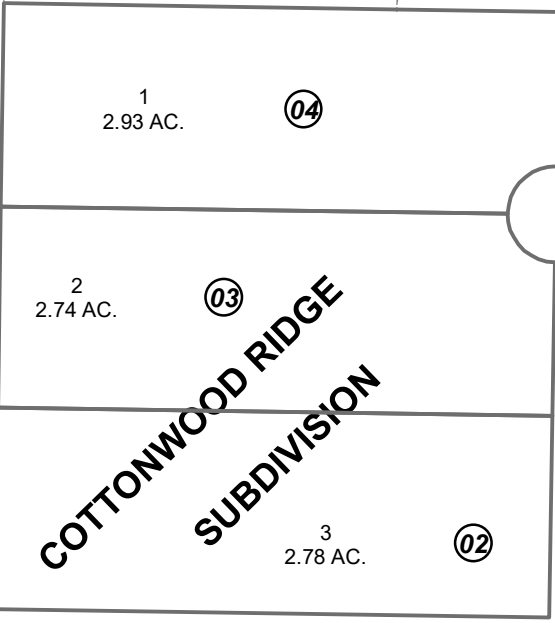 1
2.93 AC.
04
2
2.74 AC.
03
COTTONWOOD RIDGE
SUBDIVISION
3
2.78 AC.
02